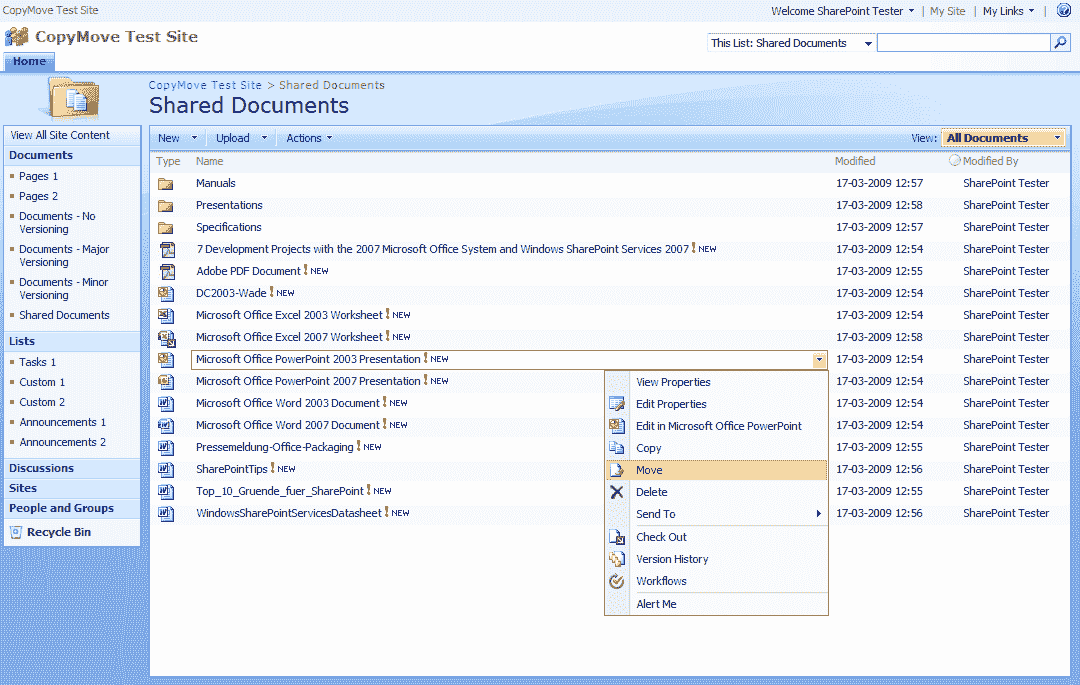 CopyMove Test Site
Welcome SharePoint Tester | My Site | My Links |
CopyMove Test Site
This List: Shared Documents
Home
CopyMove Test Site > Shared Documents
Shared Documents
View All Site Content
Documents
Pages 1
Pages 2
Documents - No
Versioning
Documents - Major
Versioning
Documents - Minor
Versioning
Shared Documents
Lists
Tasks 1
Custom 1
Custom 2
Announcements 1
Announcements 2
Discussions
Sites
People and Groups
Recycle Bin
New Upload Actions View: All Documents
Type Name Modified Modified By
Manuals 17-03-2009 12:57 SharePoint Tester
Presentations 17-03-2009 12:58 SharePoint Tester
Specifications 17-03-2009 12:57 SharePoint Tester
7 Development Projects with the 2007 Microsoft Office System and Windows SharePoint Services 2007 ! NEW 17-03-2009 12:54 SharePoint Tester
Adobe PDF Document ! NEW 17-03-2009 12:55 SharePoint Tester
DC2003-Wade ! NEW 17-03-2009 12:54 SharePoint Tester
Microsoft Office Excel 2003 Worksheet ! NEW 17-03-2009 12:54 SharePoint Tester
Microsoft Office Excel 2007 Worksheet ! NEW 17-03-2009 12:58 SharePoint Tester
Microsoft Office PowerPoint 2003 Presentation ! NEW 17-03-2009 12:54 SharePoint Tester
Microsoft Office PowerPoint 2007 Presentation ! NEW 17-03-2009 12:54 SharePoint Tester
Microsoft Office Word 2003 Document ! NEW 17-03-2009 12:54 SharePoint Tester
Microsoft Office Word 2007 Document ! NEW 17-03-2009 12:54 SharePoint Tester
Pressemeldung-Office-Packaging ! NEW 17-03-2009 12:55 SharePoint Tester
SharePointTips ! NEW 17-03-2009 12:56 SharePoint Tester
Top_10_Gruende_fuer_SharePoint ! NEW 17-03-2009 12:55 SharePoint Tester
WindowsSharePointServicesDatasheet ! NEW 17-03-2009 12:56 SharePoint Tester
View Properties
Edit Properties
Edit in Microsoft Office PowerPoint
Copy
Move
Delete
Send To
Check Out
Version History
Workflows
Alert Me